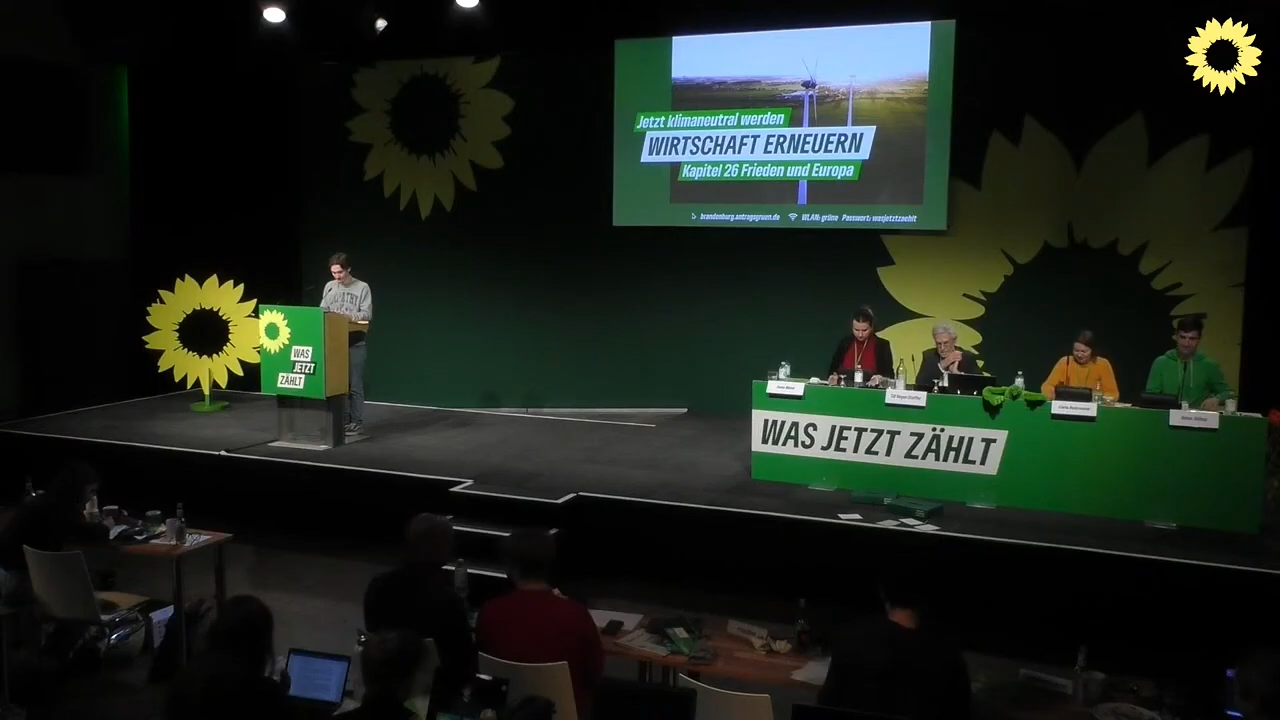 Jetzt klimaneutral werden
WIRTSCHAFT ERNEUERN
Kapitel 26 Frieden und Europa
brandenburg.antragsgruen.de WLAN: grüne Passwort: wasjetztzaehlt
WAS
JETZT
ZÄHLT
WAS JETZT ZÄHLT